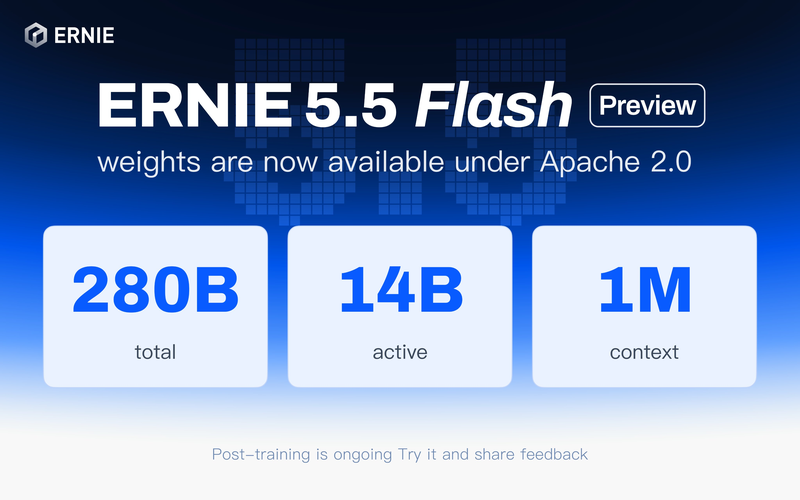 ERNIE
ERNIE 5.5 Flash Preview
weights are now available under Apache 2.0
280B
total
14B
active
1M
context
Post-training is ongoing Try it and share feedback